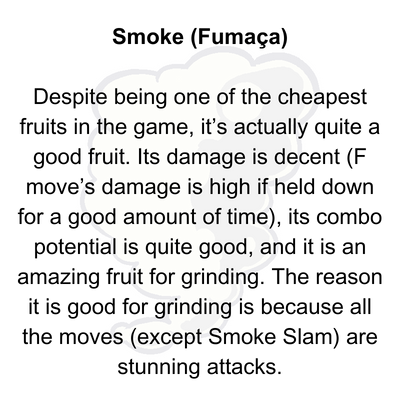 Smoke (Fumaça)
Despite being one of the cheapest
fruits in the game, it’s actually quite a
good fruit. Its damage is decent (F
move’s damage is high if held down
for a good amount of time), its combo
potential is quite good, and it is an
amazing fruit for grinding. The reason
it is good for grinding is because all
the moves (except Smoke Slam) are
stunning attacks.